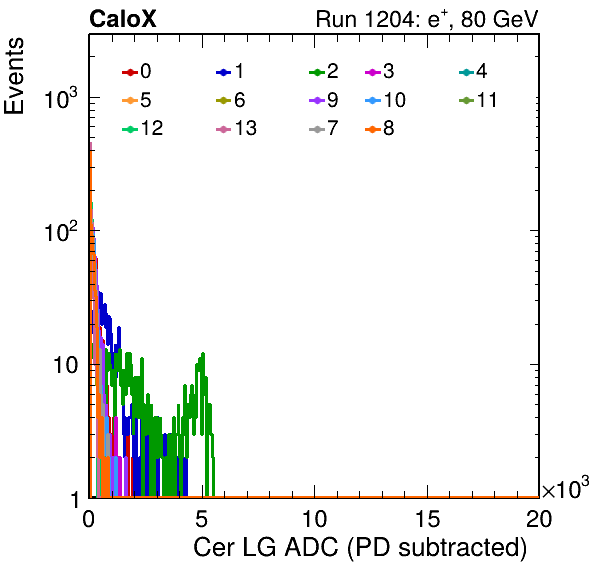 CaloX Run 1204: e⁺, 80 GeV
Events
0 1 2 3 4
5 6 9 10 11
12 13 7 8
10³
10²
10
1
0 5 10 15 20
×10³
Cer LG ADC (PD subtracted)